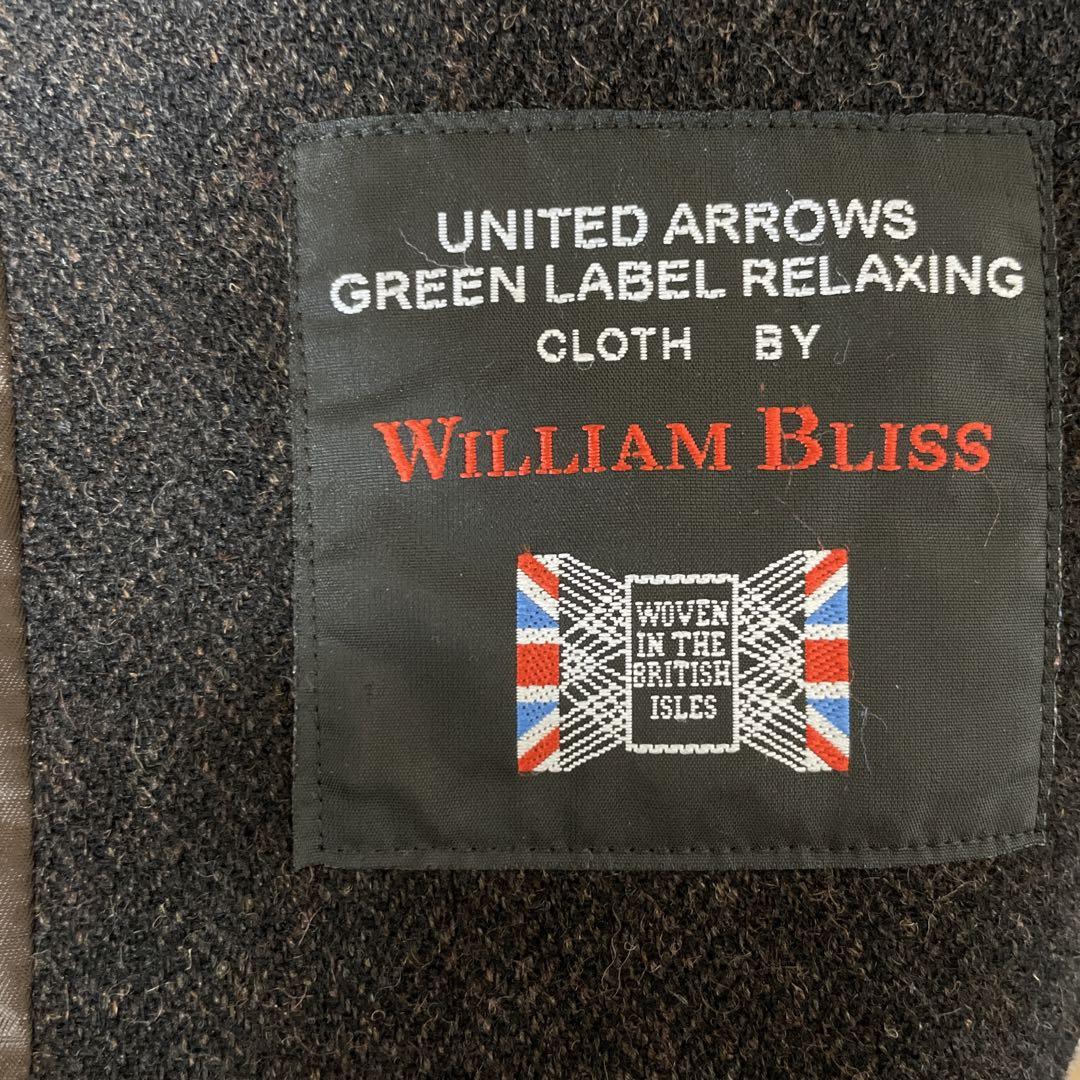 UNITED ARROWS
GREEN LABEL RELAXING
CLOTH BY
WILLIAM BLISS
WOVEN
IN THE
BRITISH
ISLES